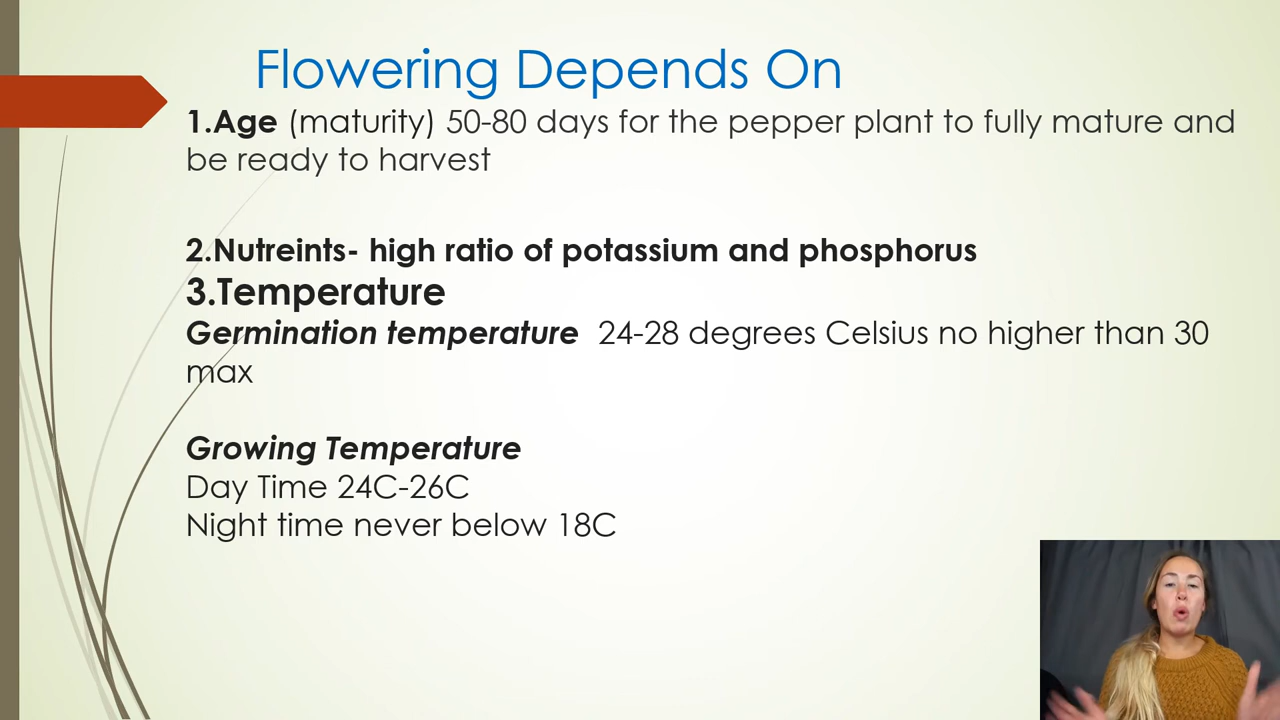 Flowering Depends On
1.Age (maturity) 50-80 days for the pepper plant to fully mature and
be ready to harvest
2.Nutreints- high ratio of potassium and phosphorus
3.Temperature
Germination temperature 24-28 degrees Celsius no higher than 30
max
Growing Temperature
Day Time 24C-26C
Night time never below 18C